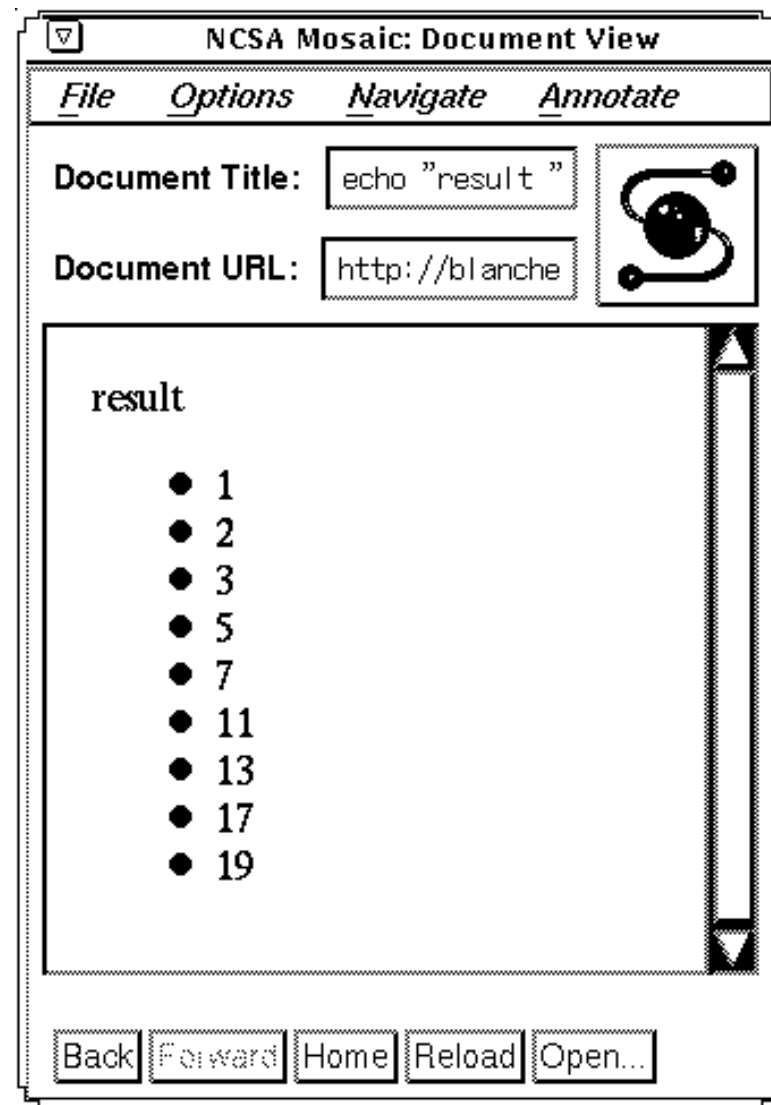 NCSA Mosaic: Document View
File Options Navigate Annotate
Document Title: echo "result "
Document URL: http://blanche
result
● 1
● 2
● 3
● 5
● 7
● 11
● 13
● 17
● 19
Back Forward Home Reload Open...